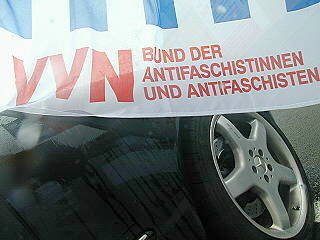 VVN BUND DER
ANTIFASCHISTINNEN
UND ANTIFASCHISTEN